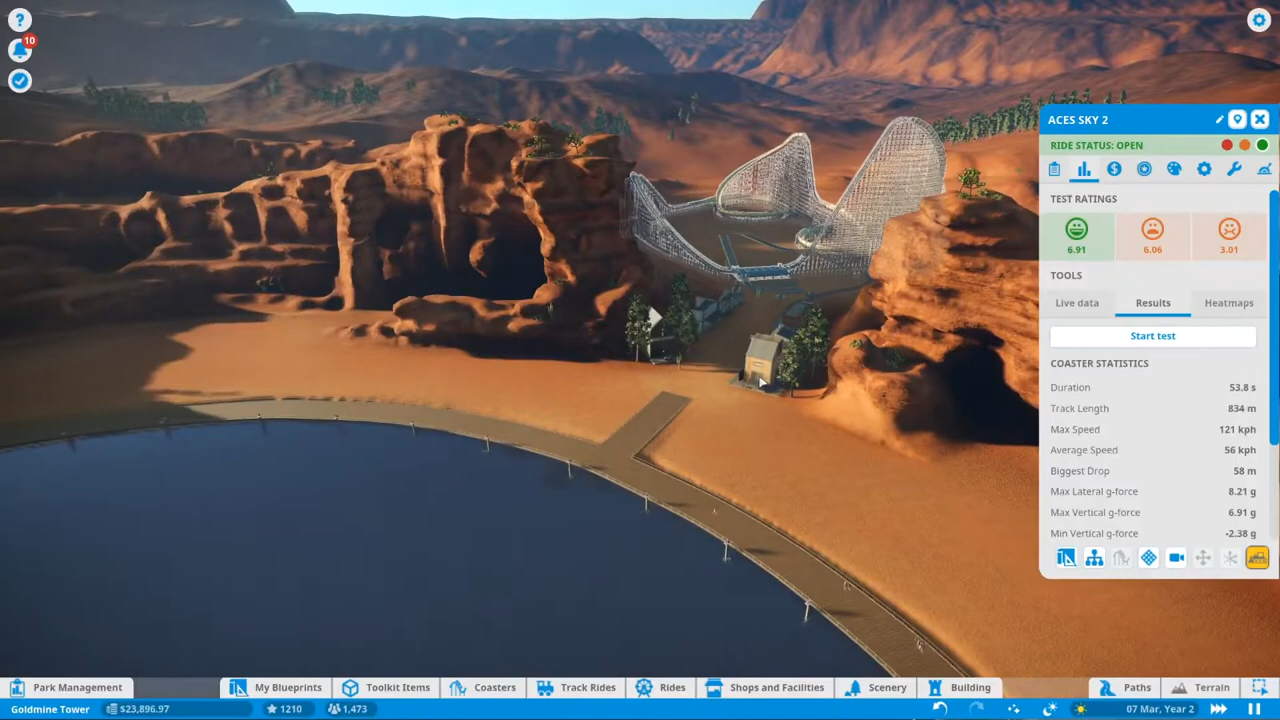 ?
10
ACES SKY 2
RIDE STATUS: OPEN
TEST RATINGS
6.91 6.06 3.01
TOOLS
Live data Results Heatmaps
Start test
COASTER STATISTICS
Duration 53.8 s
Track Length 834 m
Max Speed 121 kph
Average Speed 56 kph
Biggest Drop 58 m
Max Lateral g-force 8.21 g
Max Vertical g-force 6.91 g
Min Vertical g-force -2.38 g
Park Management My Blueprints Toolkit Items Coasters Track Rides Rides Shops and Facilities Scenery Building Paths Terrain
Goldmine Tower $23,896.97 1210 1,473 07 Mar, Year 2